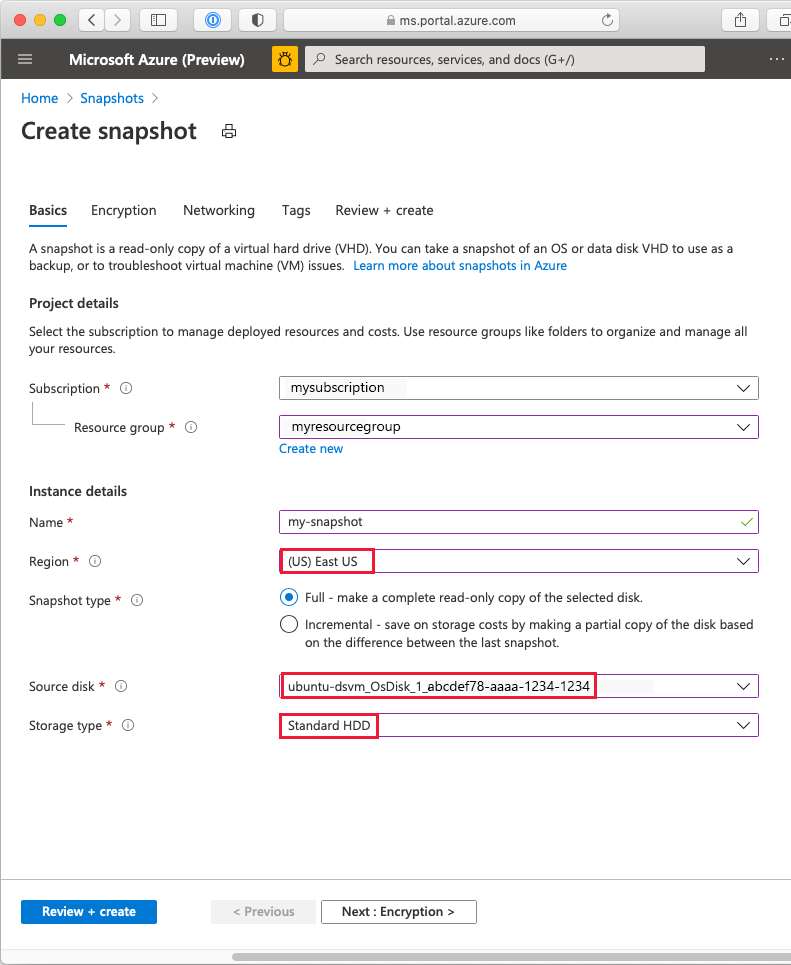 ms.portal.azure.com
Microsoft Azure (Preview)
Search resources, services, and docs (G+/)
Home > Snapshots >
Create snapshot
Basics Encryption Networking Tags Review + create
A snapshot is a read-only copy of a virtual hard drive (VHD). You can take a snapshot of an OS or data disk VHD to use as a
backup, or to troubleshoot virtual machine (VM) issues. Learn more about snapshots in Azure
Project details
Select the subscription to manage deployed resources and costs. Use resource groups like folders to organize and manage all
your resources.
Subscription * mysubscription
Resource group * myresourcegroup
Create new
Instance details
Name * my-snapshot
Region * (US) East US
Snapshot type * Full - make a complete read-only copy of the selected disk.
Incremental - save on storage costs by making a partial copy of the disk based
on the difference between the last snapshot.
Source disk * ubuntu-dsvm_OsDisk_1_abcdef78-aaaa-1234-1234
Storage type * Standard HDD
Review + create < Previous Next : Encryption >